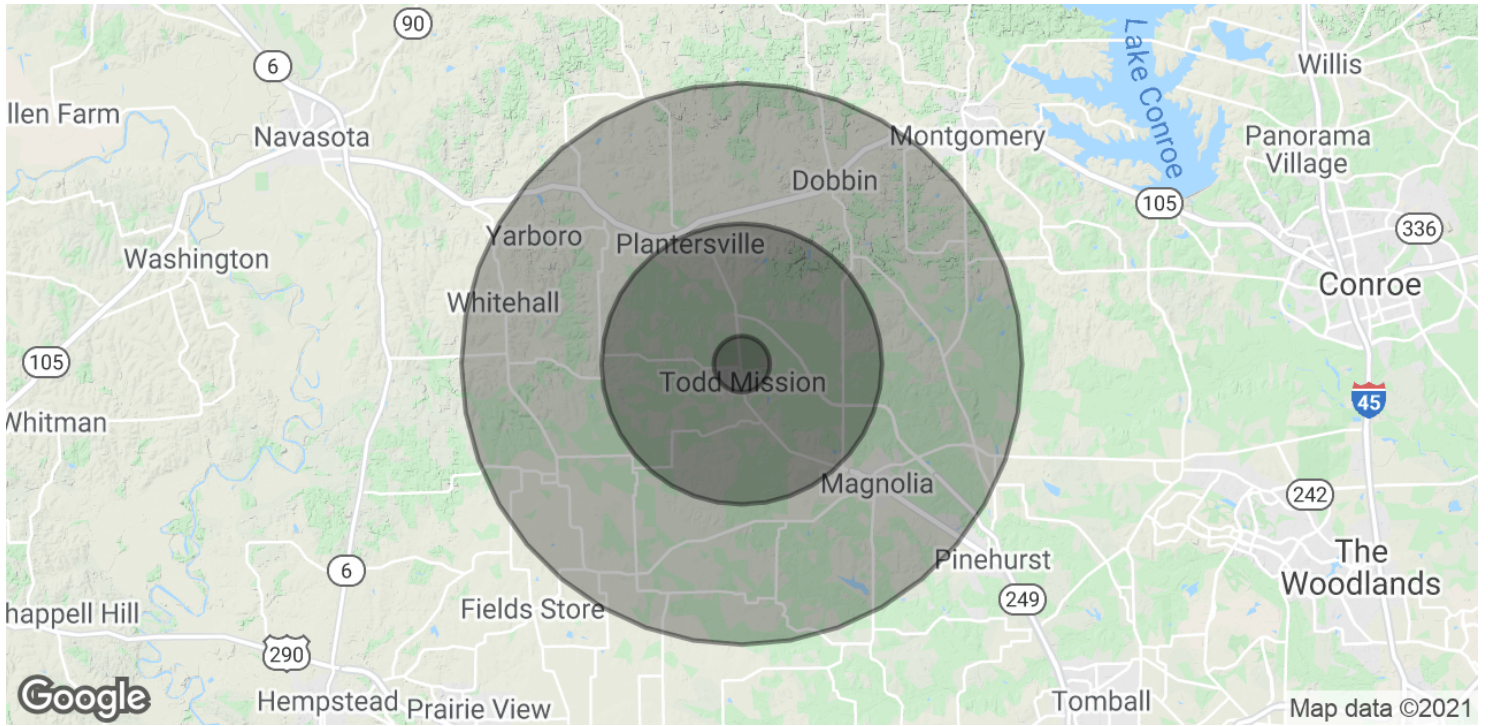 90
6
Lake Conroe
Willis
llen Farm
Navasota
Montgomery
Panorama
Village
Dobbin
105
336
Yarboro
Plantersville
Washington
Conroe
Whitehall
105
Todd Mission
45
Whitman
Magnolia
242
The
Woodlands
Pinehurst
6
249
Fields Store
happell Hill
290
Hempstead
Prairie View
Tomball
Google
Map data ©2021